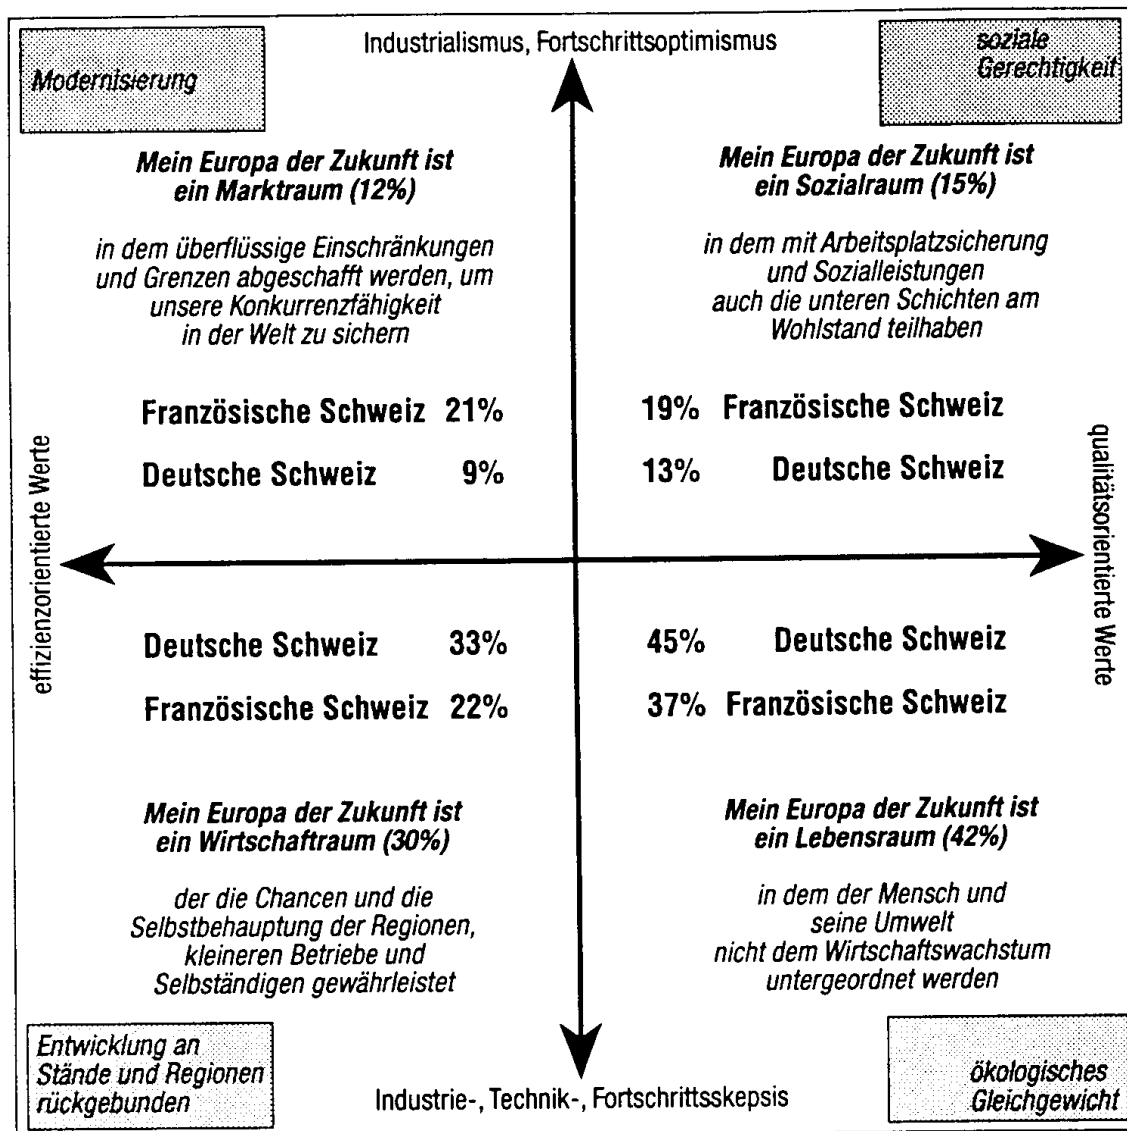 Industrialismus, Fortschrittsoptimismus
Modernisierung
soziale
Gerechtigkeit
Mein Europa der Zukunft ist
ein Marktraum (12%)
in dem überflüssige Einschränkungen
und Grenzen abgeschafft werden, um
unsere Konkurrenzfähigkeit
in der Welt zu sichern
Französische Schweiz 21%
Deutsche Schweiz 9%
Mein Europa der Zukunft ist
ein Sozialraum (15%)
in dem mit Arbeitsplatzsicherung
und Sozialleistungen
auch die unteren Schichten am
Wohlstand teilhaben
19% Französische Schweiz
13% Deutsche Schweiz
effizienzorientierte Werte
qualitätsorientierte Werte
Deutsche Schweiz 33%
Französische Schweiz 22%
Mein Europa der Zukunft ist
ein Wirtschaftraum (30%)
der die Chancen und die
Selbstbehauptung der Regionen,
kleineren Betriebe und
Selbständigen gewährleistet
45% Deutsche Schweiz
37% Französische Schweiz
Mein Europa der Zukunft ist
ein Lebensraum (42%)
in dem der Mensch und
seine Umwelt
nicht dem Wirtschaftswachstum
untergeordnet werden
Entwicklung an
Stände und Regionen
rückgebunden
Industrie-, Technik-, Fortschrittsskepsis
ökologisches
Gleichgewicht